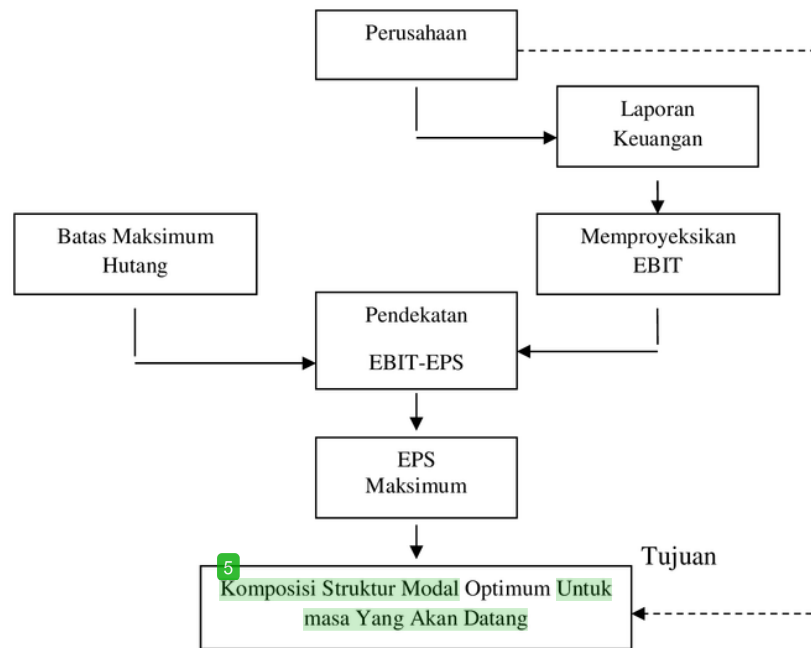 Perusahaan
Laporan
Keuangan
Batas Maksimum
Hutang
Memproyeksikan
EBIT
Pendekatan
EBIT-EPS
EPS
Maksimum
Tujuan
5
Komposisi Struktur Modal Optimum Untuk
masa Yang Akan Datang